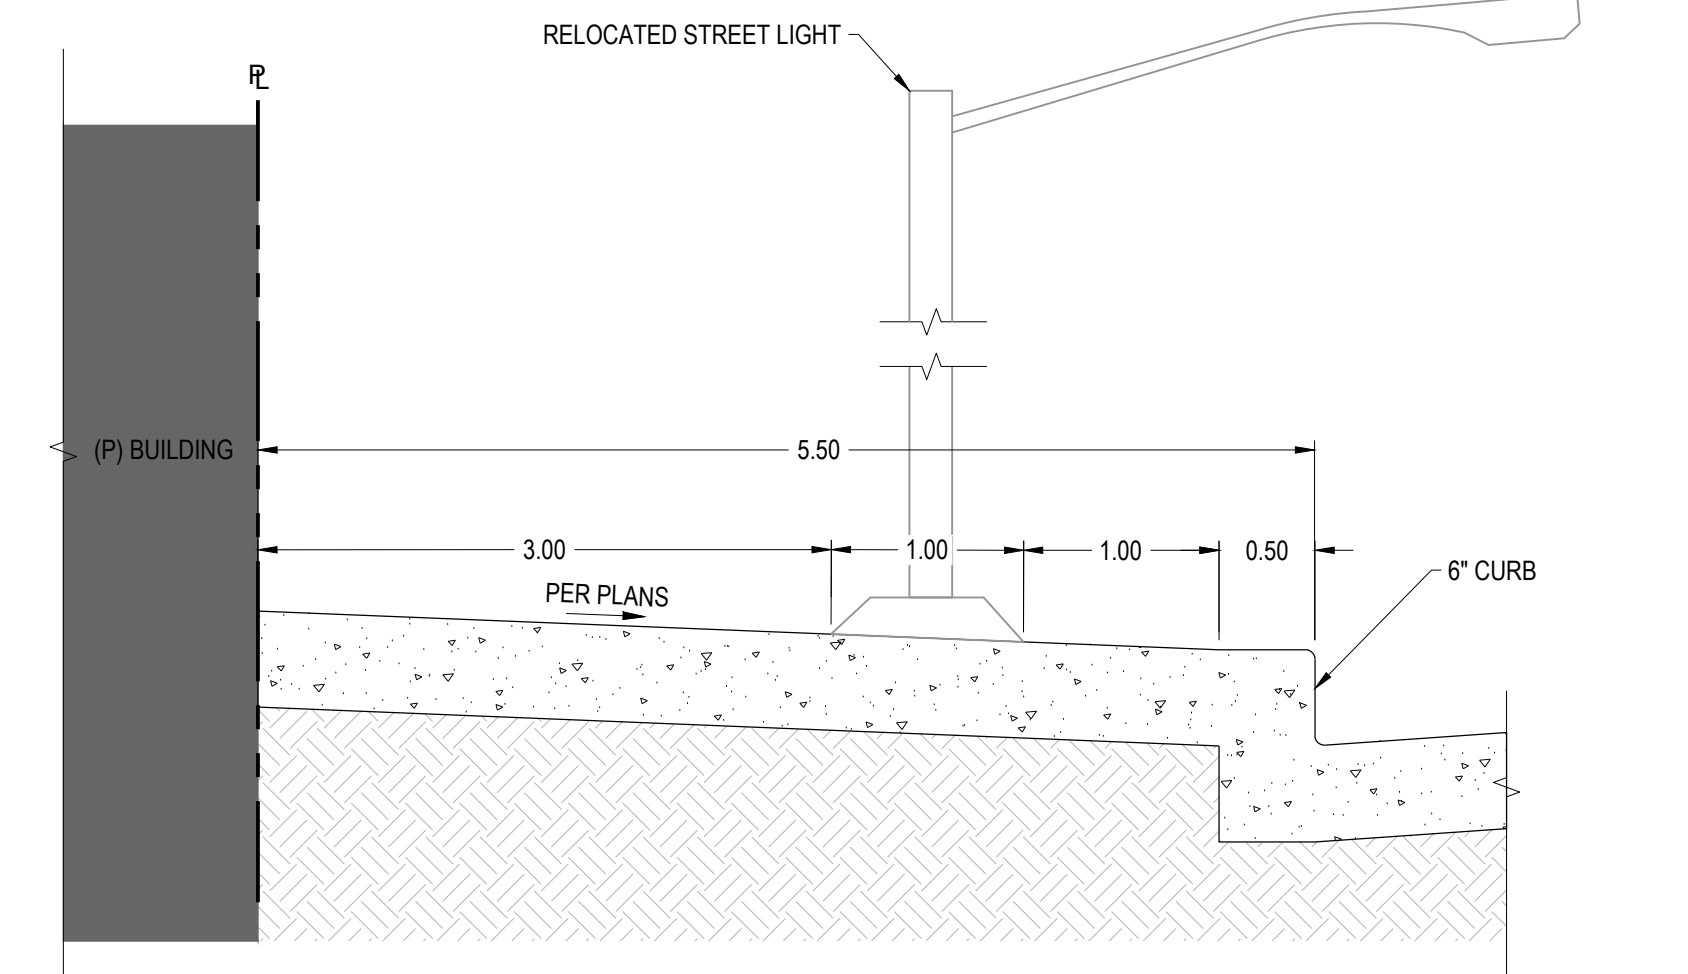 RELOCATED STREET LIGHT
PL
(P) BUILDING
5.50
3.00
1.00
1.00
0.50
6" CURB
PER PLANS